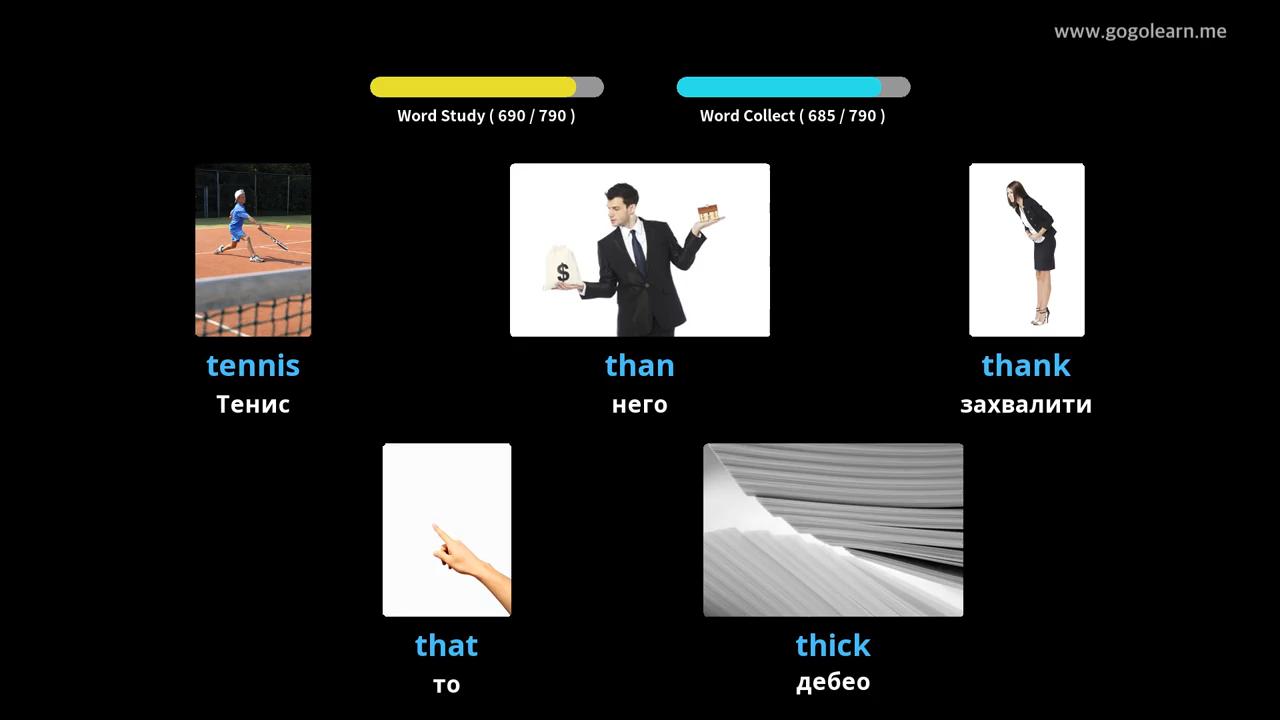 www.gogolearn.me
Word Study ( 690 / 790 )
Word Collect ( 685 / 790 )
tennis
Тенис
than
него
thank
захвалити
$
that
то
thick
дебео